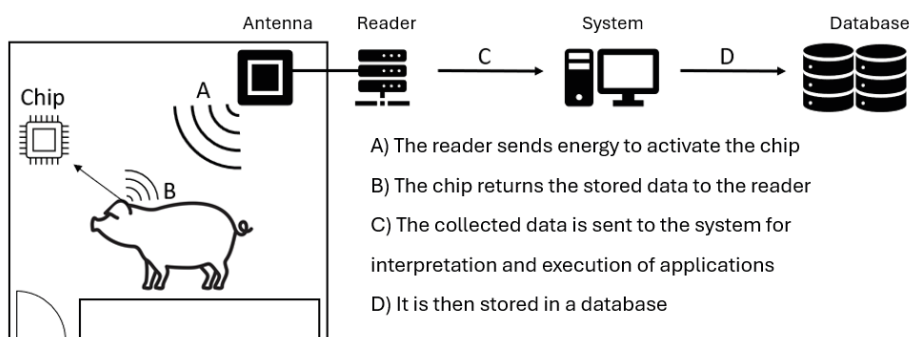 Antenna
Reader
System
Database
C
D
A
Chip
B
A) The reader sends energy to activate the chip
B) The chip returns the stored data to the reader
C) The collected data is sent to the system for
interpretation and execution of applications
D) It is then stored in a database